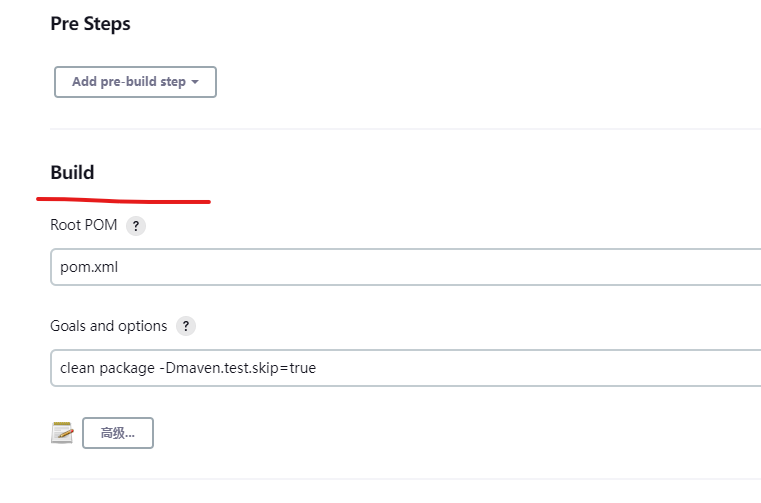 Pre Steps
Add pre-build step
Build
Root POM ?
pom.xml
Goals and options ?
clean package -Dmaven.test.skip=true
高级...